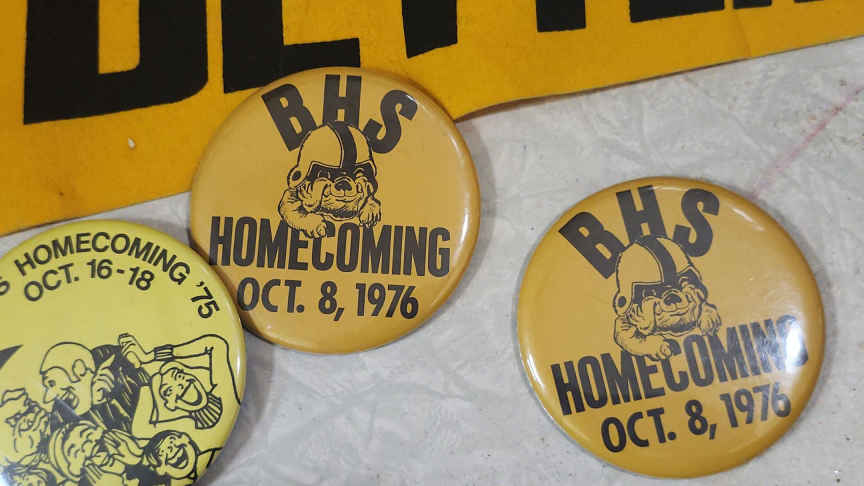 BHS
HOMECOMING
OCT. 8, 1976
BHS
HOMECOMING
OCT. 8, 1976
S HOMECOMING '75
OCT. 16-18